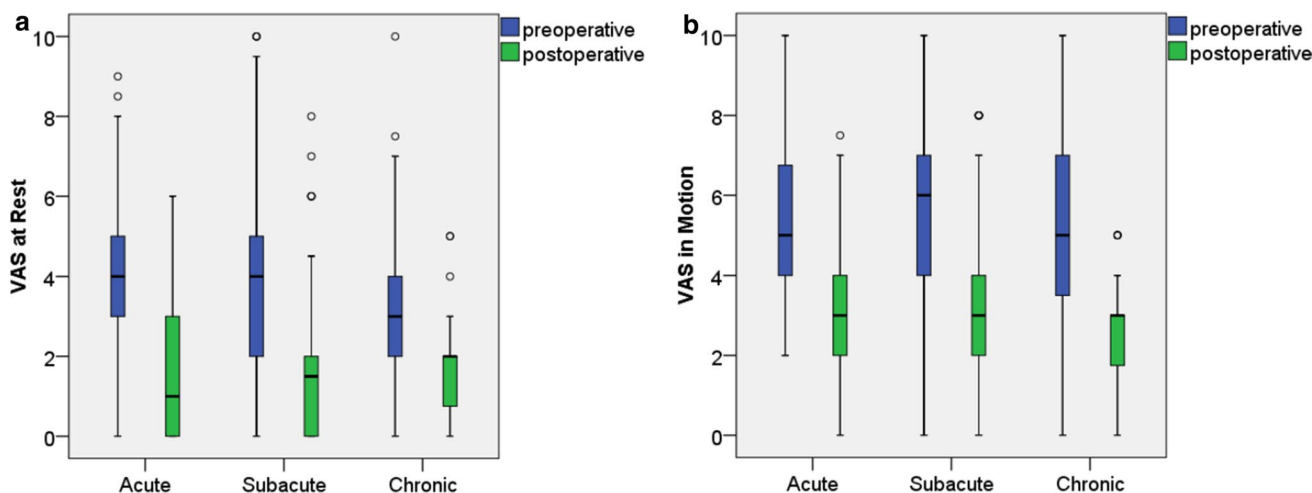 a
preoperative
postoperative
VAS at Rest
10
8
6
4
2
0
Acute Subacute Chronic
b
preoperative
postoperative
VAS in Motion
10
8
6
4
2
0
Acute Subacute Chronic